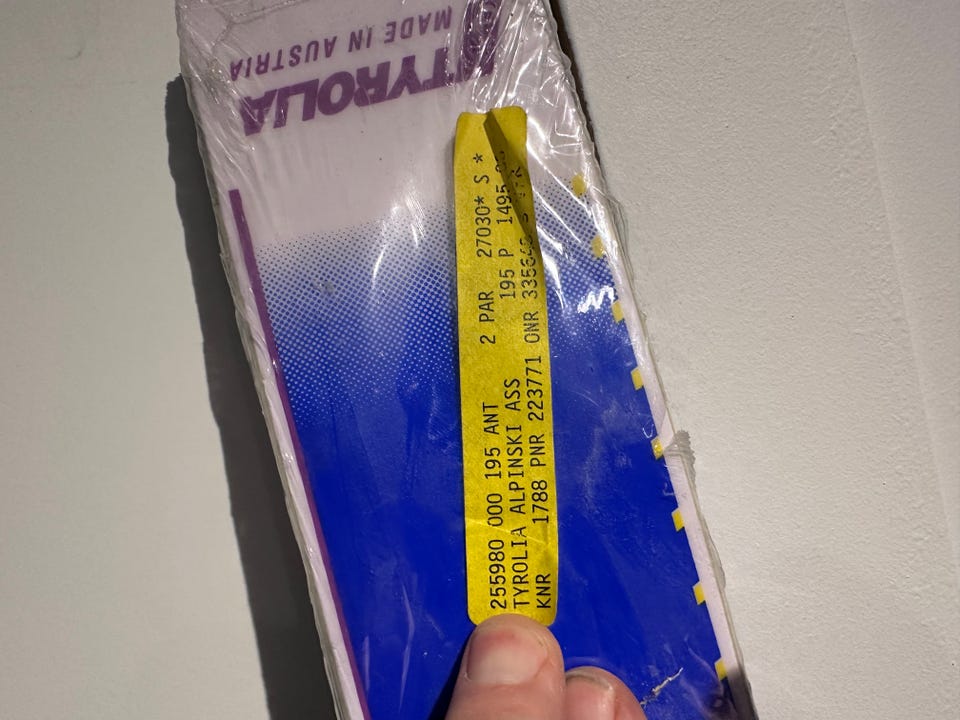 TYROLIA
MADE IN AUSTRIA
255980 000 195 ANT 2 PAR 27030* S *
TYROLIA ALPINSKI ASS 195 P
KNR 1788 PNR 223771 ONR